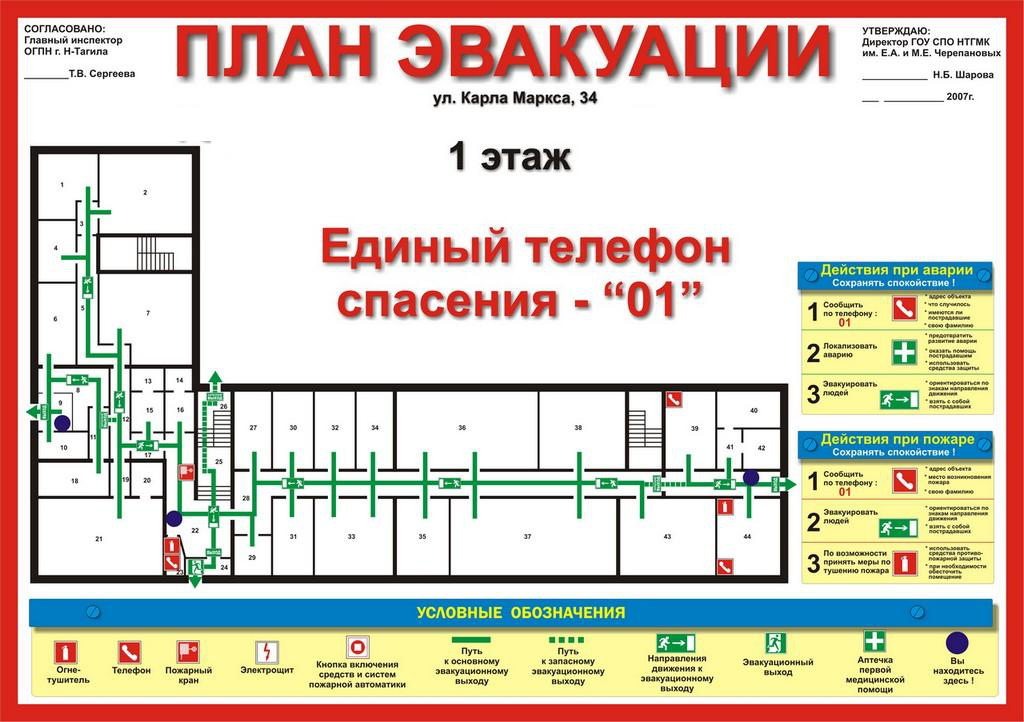 СОГЛАСОВАНО:
Главный инспектор
ОГПН г. Н-Тагила
________Т.В. Сергеева
ПЛАН ЭВАКУАЦИИ
ул. Карла Маркса, 34
УТВЕРЖДАЮ:
Директор ГОУ СПО НТГМК
им. Е.А. и М.Е. Черепановых
____________ Н.Б. Шарова
___ ___________ 2007г.
1 этаж
Единый телефон
спасения - “01”
1
2
3
4
5
6
7
8
9
10
11
12
13
14
15
16
17
18
19
20
21
22
23
24
25
26
27
28
29
30
31
32
33
34
35
36
37
38
39
40
41
42
43
44
ВЫХОД
ВЫХОД
ВЫХОД
ВЫХОД
Действия при аварии
Сохранять спокойствие !
1 Сообщить
по телефону :
01
* адрес объекта
* что случилось
* имеются ли
пострадавшие
* свою фамилию
2 Локализовать
аварию
* предотвратить
развитие аварии
* оказать помощь
пострадавшим
* использовать
средства защиты
3 Эвакуировать
людей
* ориентироваться по
знакам направления
движения
* взять с собой
пострадавших
Действия при пожаре
Сохранять спокойствие !
1 Сообщить
по телефону :
01
* адрес объекта
* место возникновения
пожара
* свою фамилию
2 Эвакуировать
людей
* ориентироваться по
знакам направления
движения
* взять с собой
пострадавших
3 По возможности
принять меры по
тушению пожара
* использовать
средства противо-
пожарной защиты
* при необходимости
обесточить
помещение
УСЛОВНЫЕ ОБОЗНАЧЕНИЯ
Огне-
тушитель
Телефон
Пожарный
кран
Электрощит
Кнопка включения
средств и систем
пожарной автоматики
Путь
к основному
эвакуационному
выходу
Путь
к запасному
эвакуационному
выходу
Направления
движения к
эвакуационному
выходу
Эвакуационный
выход
Аптечка
первой
медицинской
помощи
Вы
находитесь
здесь !